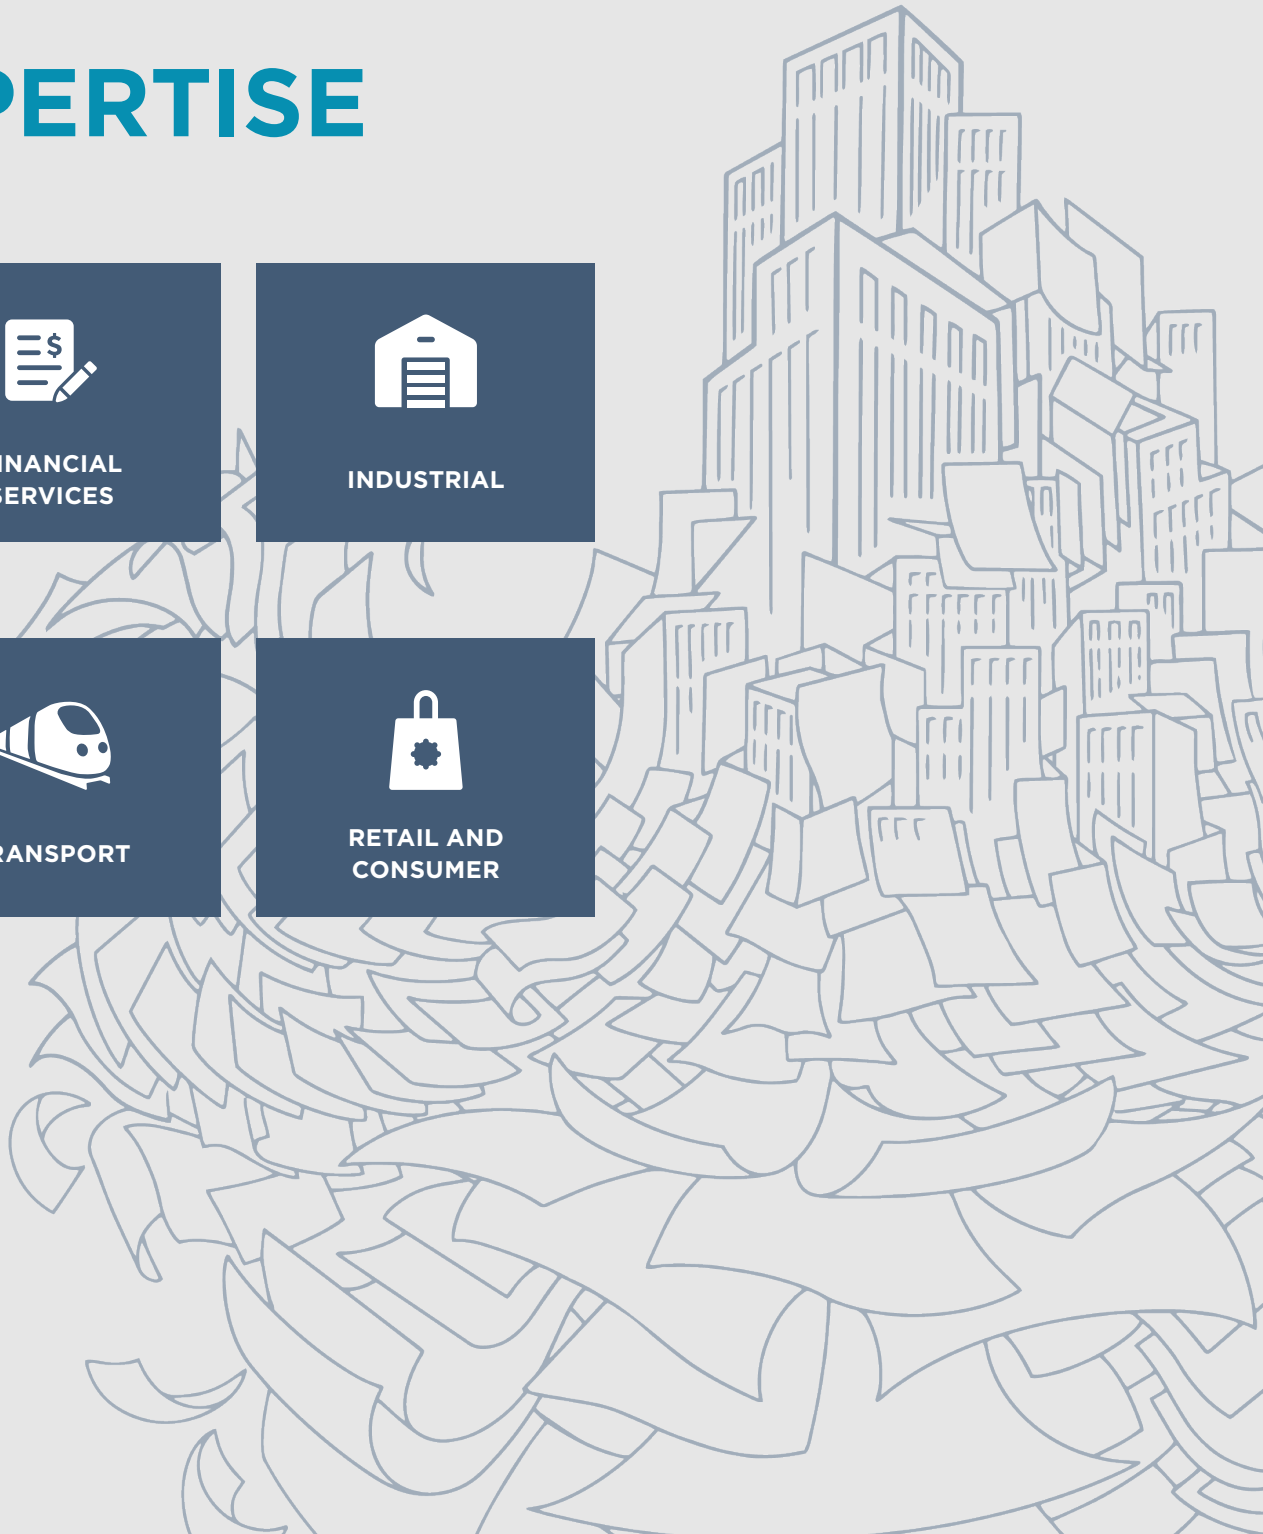 PERTISE
INANCIAL
SERVICES
INDUSTRIAL
RANSPORT
RETAIL AND
CONSUMER